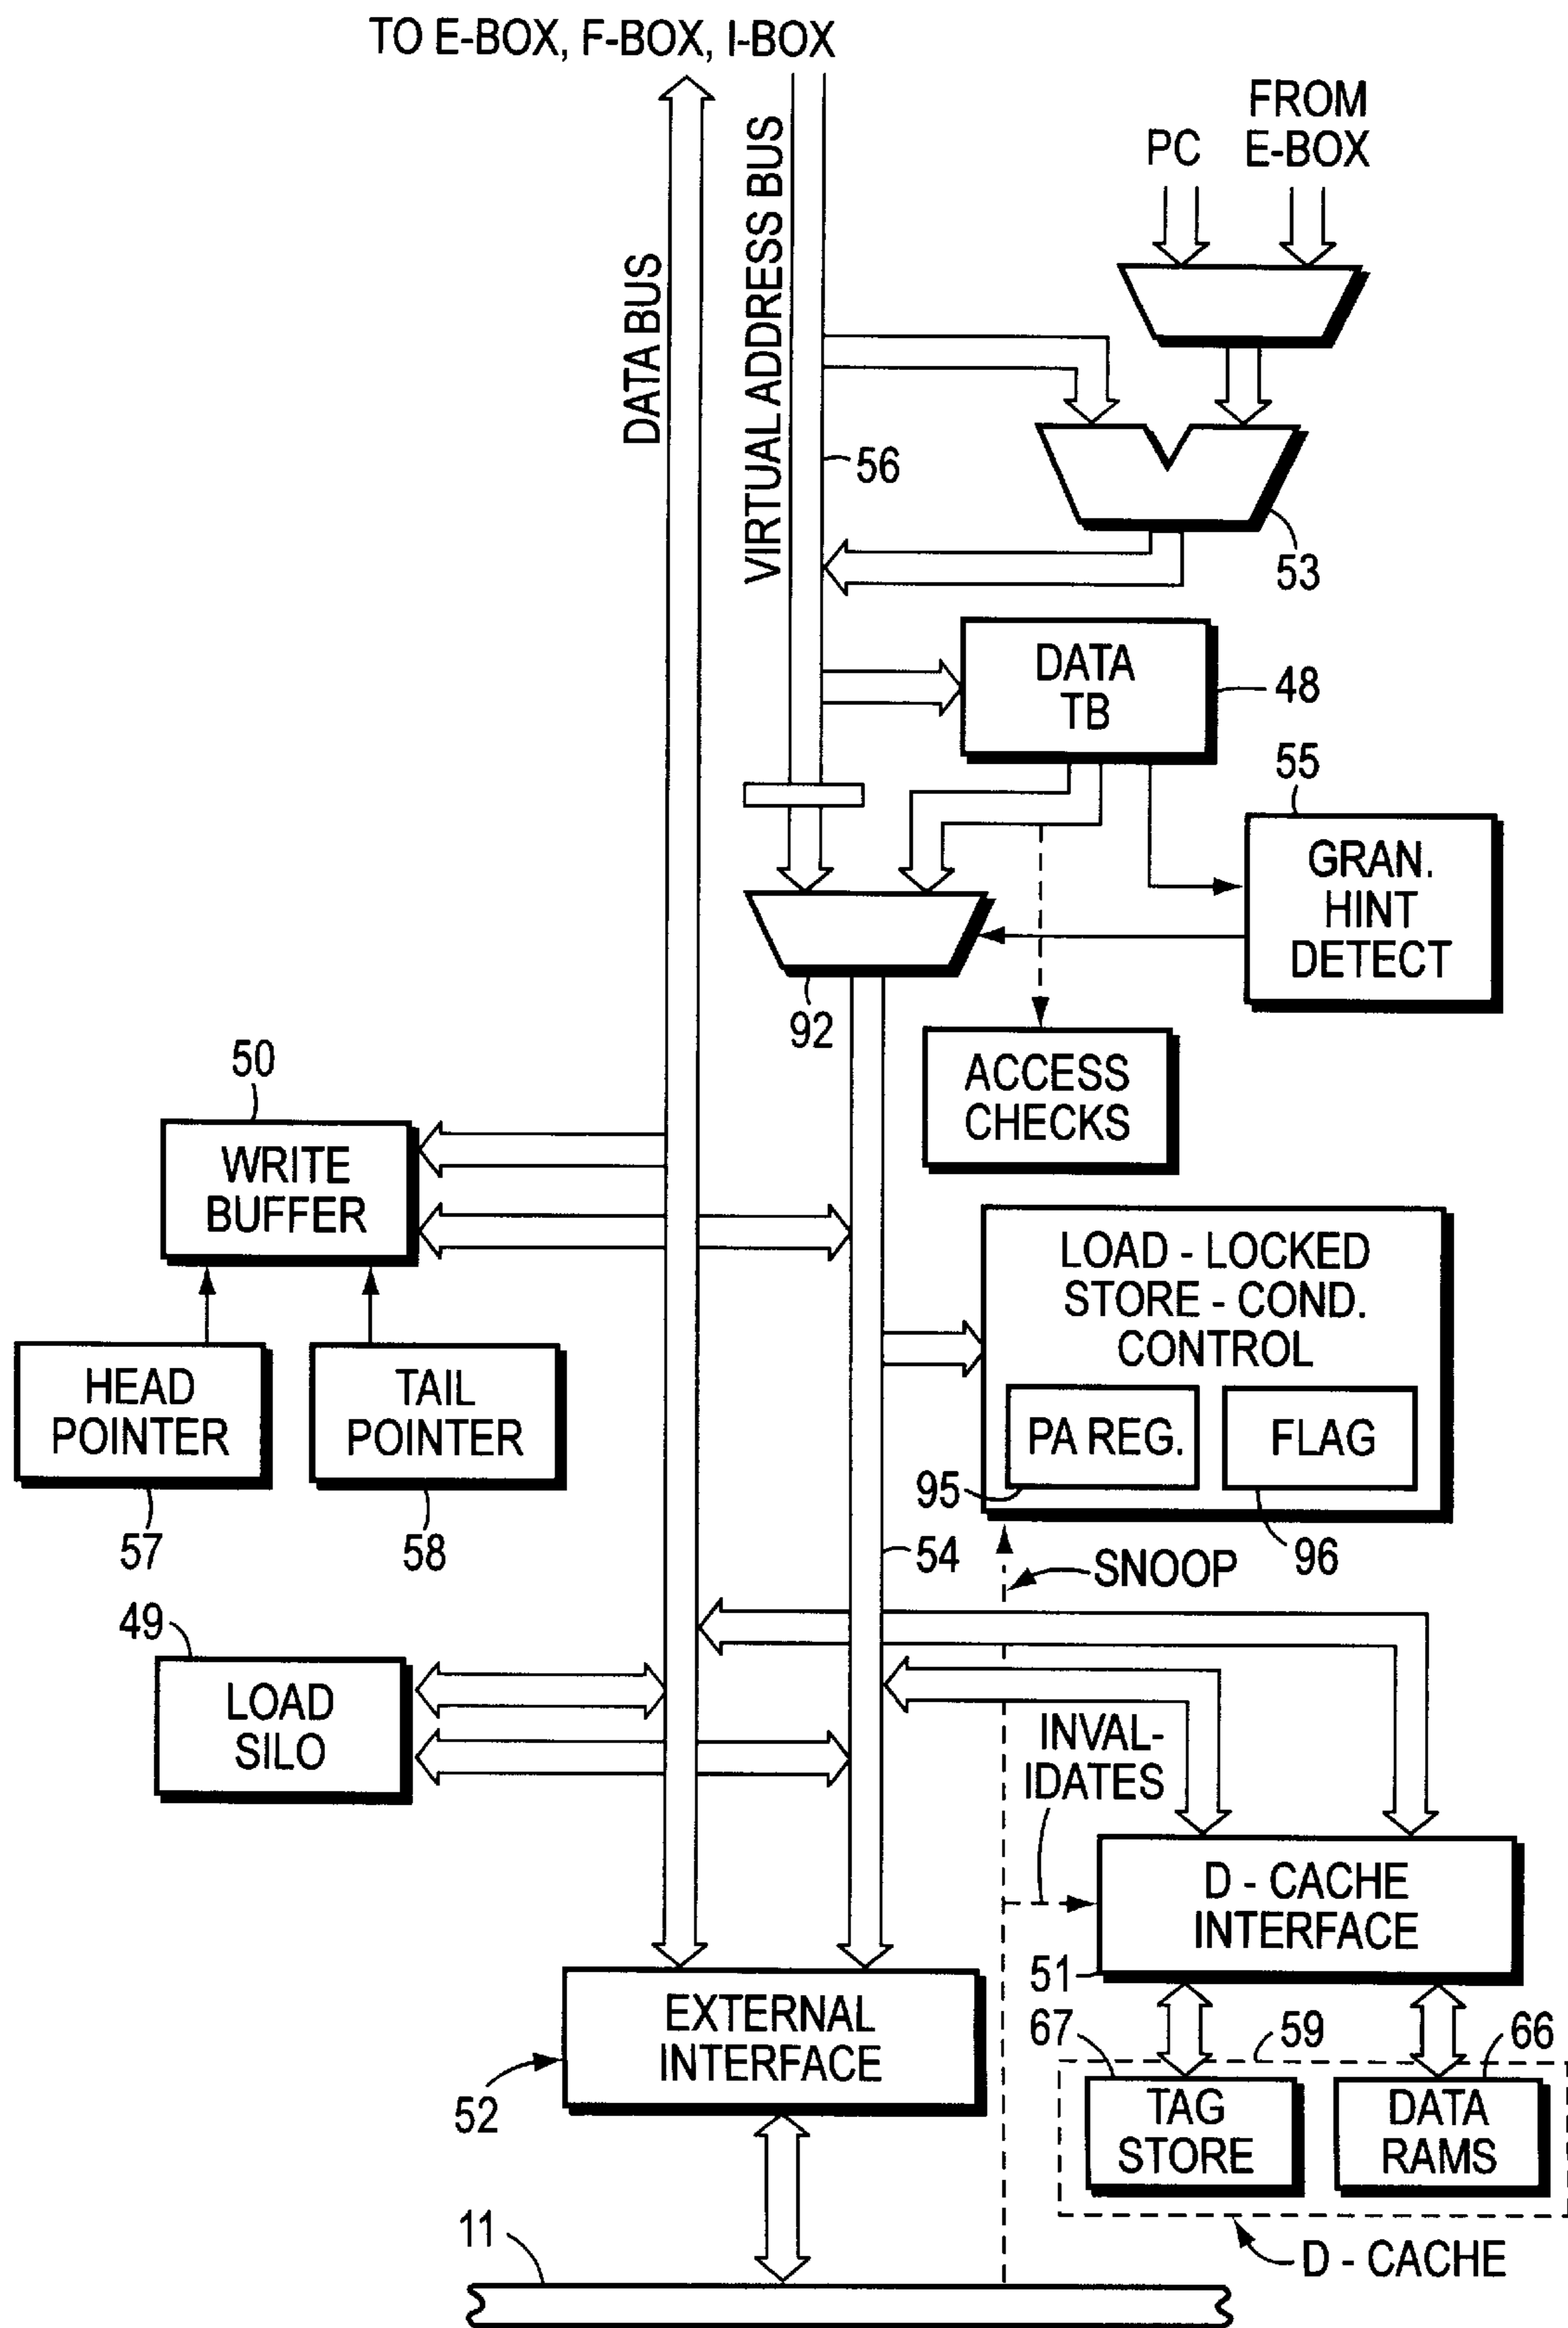 TO E-BOX, F-BOX, I-BOX
FROM
E-BOX
PC
DATA BUS
VIRTUAL ADDRESS BUS
56
53
DATA
TB
48
55
GRAN.
HINT
DETECT
92
ACCESS
CHECKS
50
WRITE
BUFFER
HEAD
POINTER
57
TAIL
POINTER
58
LOAD - LOCKED
STORE - COND.
CONTROL
PA REG.
FLAG
95
96
54
SNOOP
49
LOAD
SILO
INVAL-
IDATES
D - CACHE
INTERFACE
51
EXTERNAL
INTERFACE
52
67
59
66
TAG
STORE
DATA
RAMS
D - CACHE
11